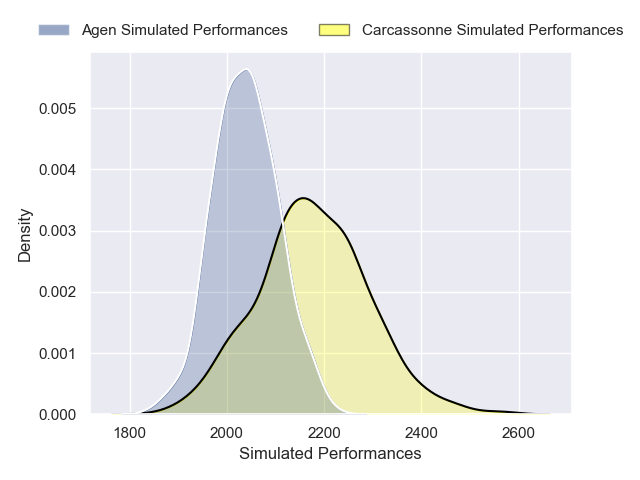 Agen Simulated Performances
Carcassonne Simulated Performances
0.005
0.004
0.003
0.002
0.001
0.000
Density
1800
2000
2200
2400
2600
Simulated Performances